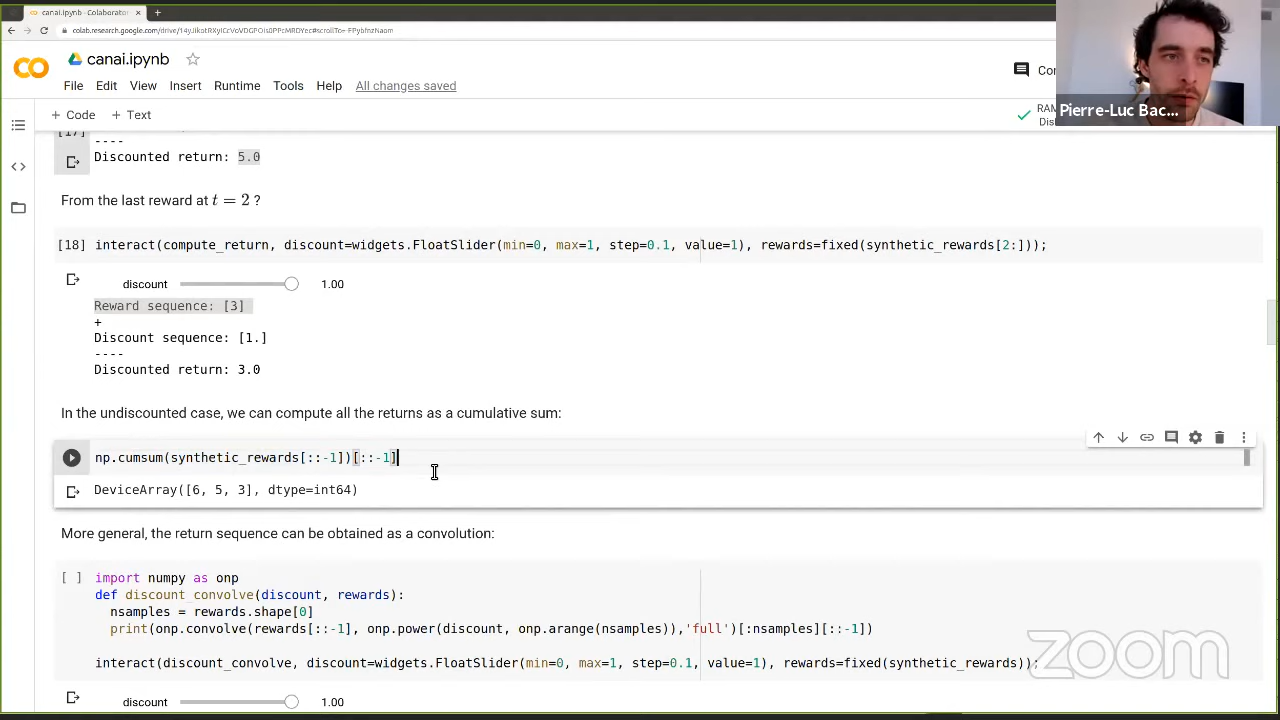 canai.ipynb - Colaborator
colab.research.google.com/drive/14yJikotRXyICcVoDGPOis0PPcMRDYec#scrollTo=FPybfnzNaom
canai.ipynb
File Edit View Insert Runtime Tools Help All changes saved
+ Code + Text
RAM
Disk
Pierre-Luc Bac...
[17]
----
Discounted return: 5.0
From the last reward at t = 2 ?
[18] interact(compute_return, discount=widgets.FloatSlider(min=0, max=1, step=0.1, value=1), rewards=fixed(synthetic_rewards[2:]));
discount 1.00
Reward sequence: [3]
+
Discount sequence: [1.]
----
Discounted return: 3.0
In the undiscounted case, we can compute all the returns as a cumulative sum:
np.cumsum(synthetic_rewards[::-1])[::-1]
DeviceArray([6, 5, 3], dtype=int64)
More general, the return sequence can be obtained as a convolution:
[ ] import numpy as onp
def discount_convolve(discount, rewards):
nsamples = rewards.shape[0]
print(onp.convolve(rewards[::-1], onp.power(discount, onp.arange(nsamples)),'full')[:nsamples][::-1])
interact(discount_convolve, discount=widgets.FloatSlider(min=0, max=1, step=0.1, value=1), rewards=fixed(synthetic_rewards));
discount 1.00
zoom